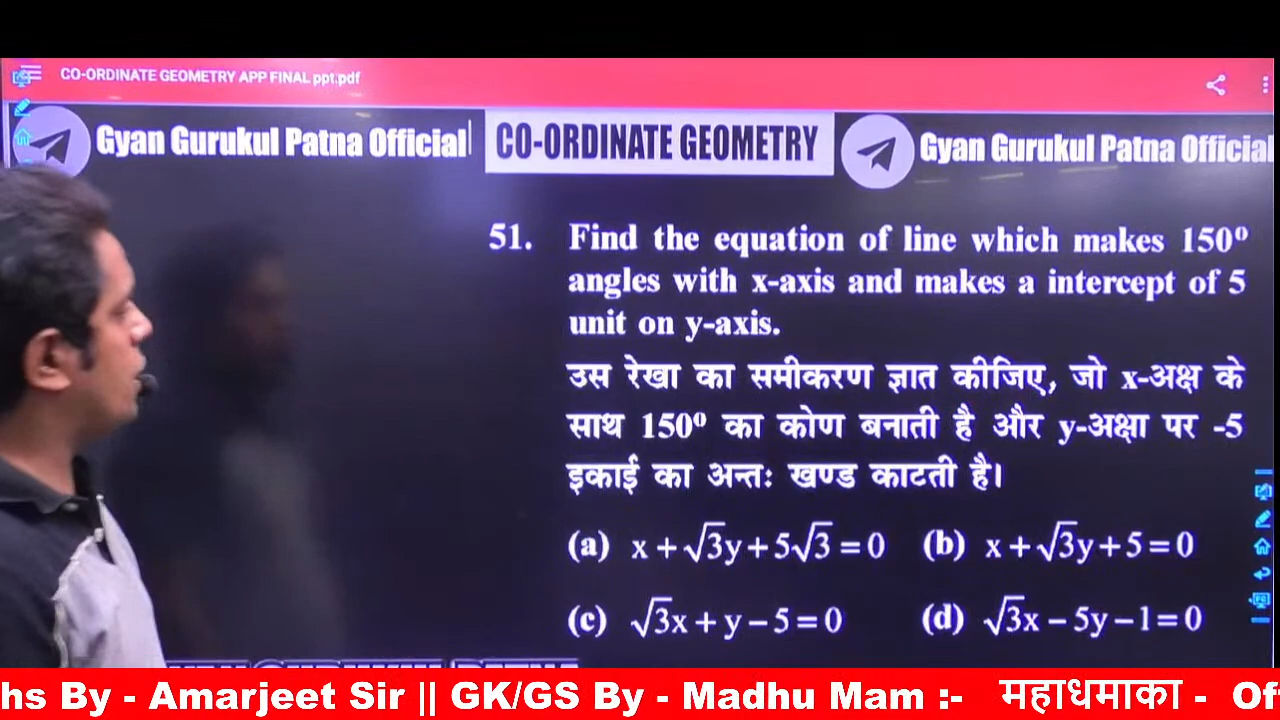 CO-ORDINATE GEOMETRY APP FINAL ppt.pdf
Gyan Gurukul Patna Official
CO-ORDINATE GEOMETRY
Gyan Gurukul Patna Official
51. Find the equation of line which makes 150⁰
angles with x-axis and makes a intercept of 5
unit on y-axis.
उस रेखा का समीकरण ज्ञात कीजिए, जो x-अक्ष के
साथ 150⁰ का कोण बनाती है और y-अक्षा पर -5
इकाई का अन्तः खण्ड काटती है।
(a) x + √3y + 5√3 = 0 (b) x + √3y + 5 = 0
(c) √3x + y − 5 = 0 (d) √3x − 5y − 1 = 0
GURUKUL PATNA
hs By - Amarjeet Sir || GK/GS By - Madhu Mam :- महाधमाका - Of